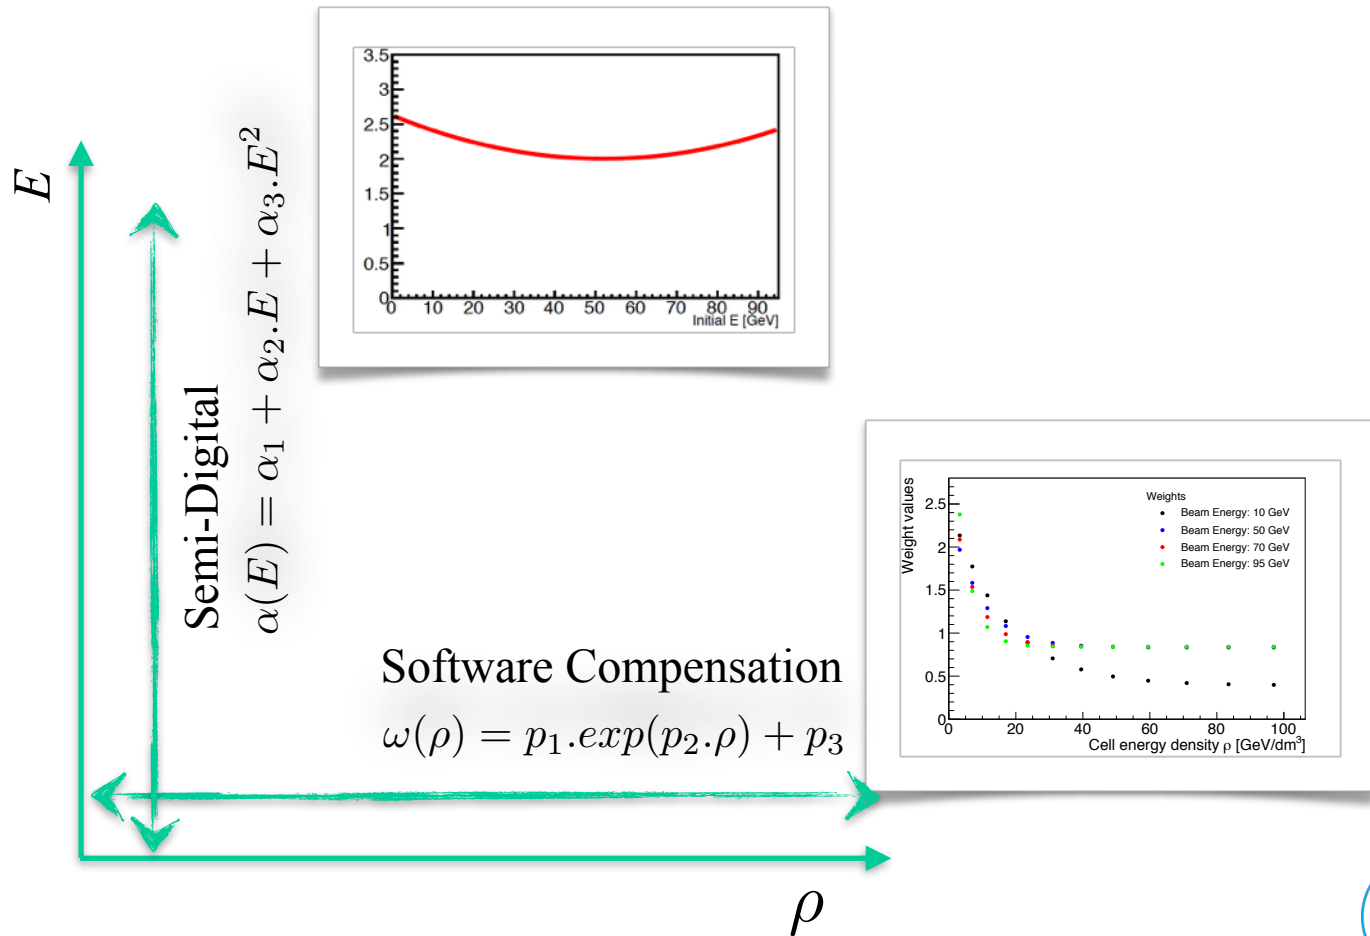 3.5
3
2.5
2
1.5
1
0.5
0
0 10 20 30 40 50 60 70 80 90
Initial E [GeV]
E
Semi-Digital
α(E) = α₁ + α₂.E + α₃.E²
Software Compensation
ω(ρ) = p₁.exp(p₂.ρ) + p₃
Weight values
2.5
2
1.5
1
0.5
0
0 20 40 60 80 100
Cell energy density ρ [GeV/dm³]
Weights
Beam Energy: 10 GeV
Beam Energy: 50 GeV
Beam Energy: 70 GeV
Beam Energy: 95 GeV
ρ